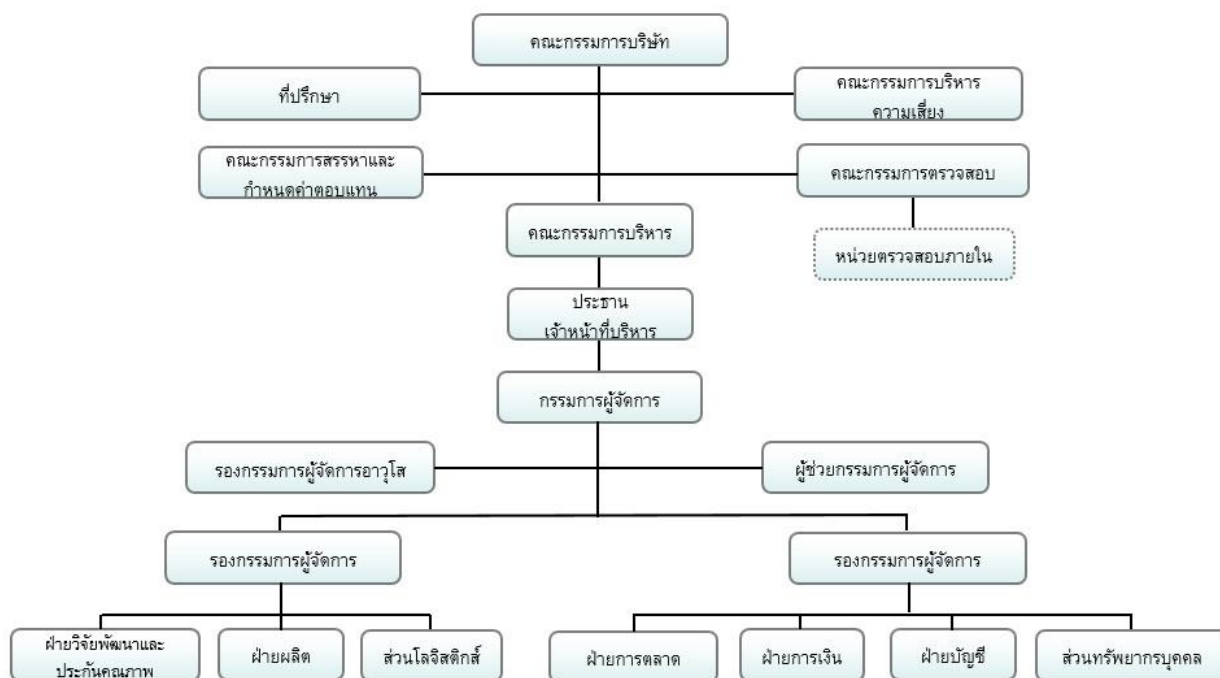 คณะกรรมการบริษัท
ที่ปรึกษา
คณะกรรมการบริหาร
ความเสี่ยง
คณะกรรมการสรรหาและ
กำหนดค่าตอบแทน
คณะกรรมการตรวจสอบ
คณะกรรมการบริหาร
หน่วยตรวจสอบภายใน
ประธาน
เจ้าหน้าที่บริหาร
กรรมการผู้จัดการ
รองกรรมการผู้จัดการอาวุโส
ผู้ช่วยกรรมการผู้จัดการ
รองกรรมการผู้จัดการ
รองกรรมการผู้จัดการ
ฝ่ายวิจัยพัฒนาและ
ประกันคุณภาพ
ฝ่ายผลิต
ส่วนโลจิสติกส์
ฝ่ายการตลาด
ฝ่ายการเงิน
ฝ่ายบัญชี
ส่วนทรัพยากรบุคคล